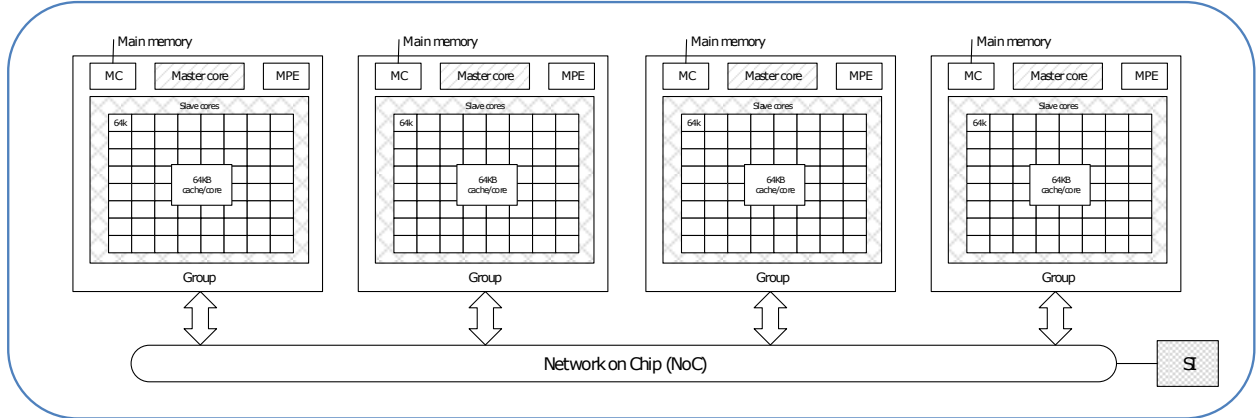 Main memory
Main memory
Main memory
Main memory
MC
Master core
MPE
MC
Master core
MPE
MC
Master core
MPE
MC
Master core
MPE
Slave cores
Slave cores
Slave cores
Slave cores
64k
64k
64k
64k
64KB
cache/core
64KB
cache/core
64KB
cache/core
64KB
cache/core
Group
Group
Group
Group
Network on Chip (NoC)
SI